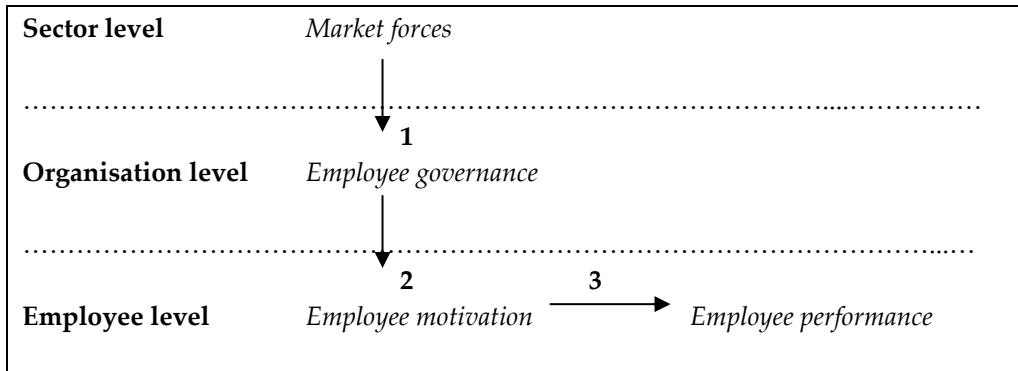 Sector level Market forces
……………………………………………………………………………....……………
1
Organisation level Employee governance
………………………………………………………………………………………...…
2 3
Employee level Employee motivation Employee performance